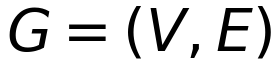 G = (V, E)